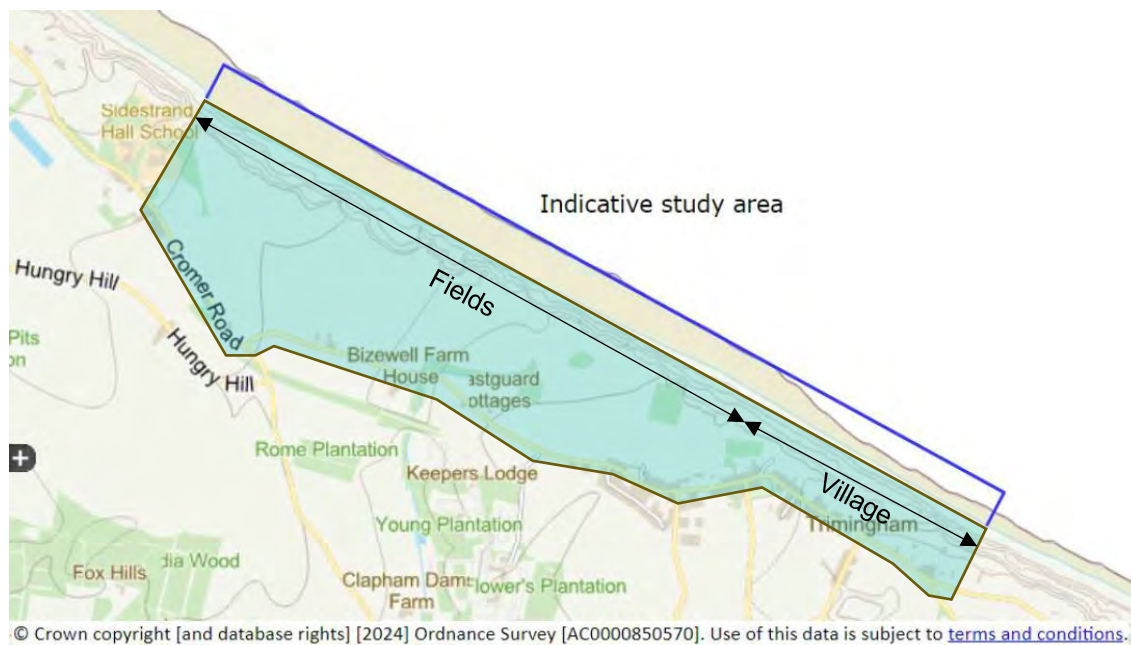 Sidestrand
Hall School
Indicative study area
Cromer Road
Hungry Hill
Fields
Pits
on
Hungry Hill
Bizewell Farm
House
astguard
ottages
Rome Plantation
Keepers Lodge
Village
Trimingham
Young Plantation
dia Wood
Fox Hills
Clapham Dams
Farm
lower's Plantation
© Crown copyright [and database rights] [2024] Ordnance Survey [AC0000850570]. Use of this data is subject to terms and conditions.